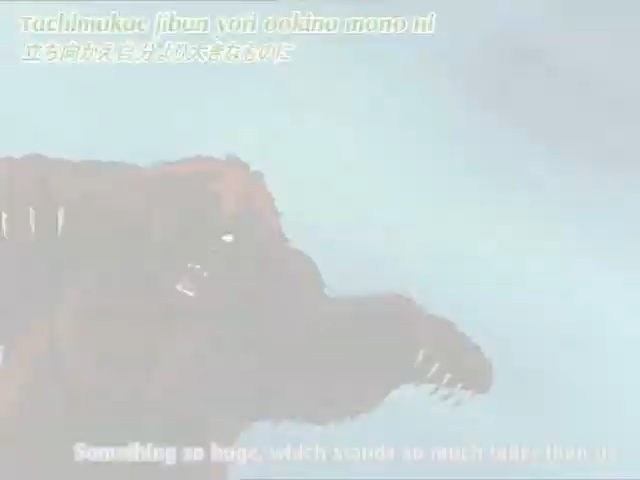 Tachimukae jibun yori ookina mono ni
立ち向かえ自分より大きなものに
Something so huge, which stands so much taller than us